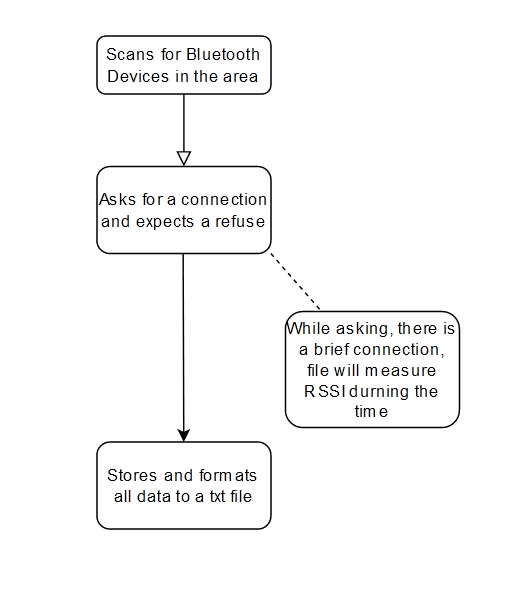 Scans for Bluetooth
Devices in the area
Asks for a connection
and expects a refuse
While asking, there is
a brief connection,
file will measure
RSSI durning the
time
Stores and formats
all data to a txt file